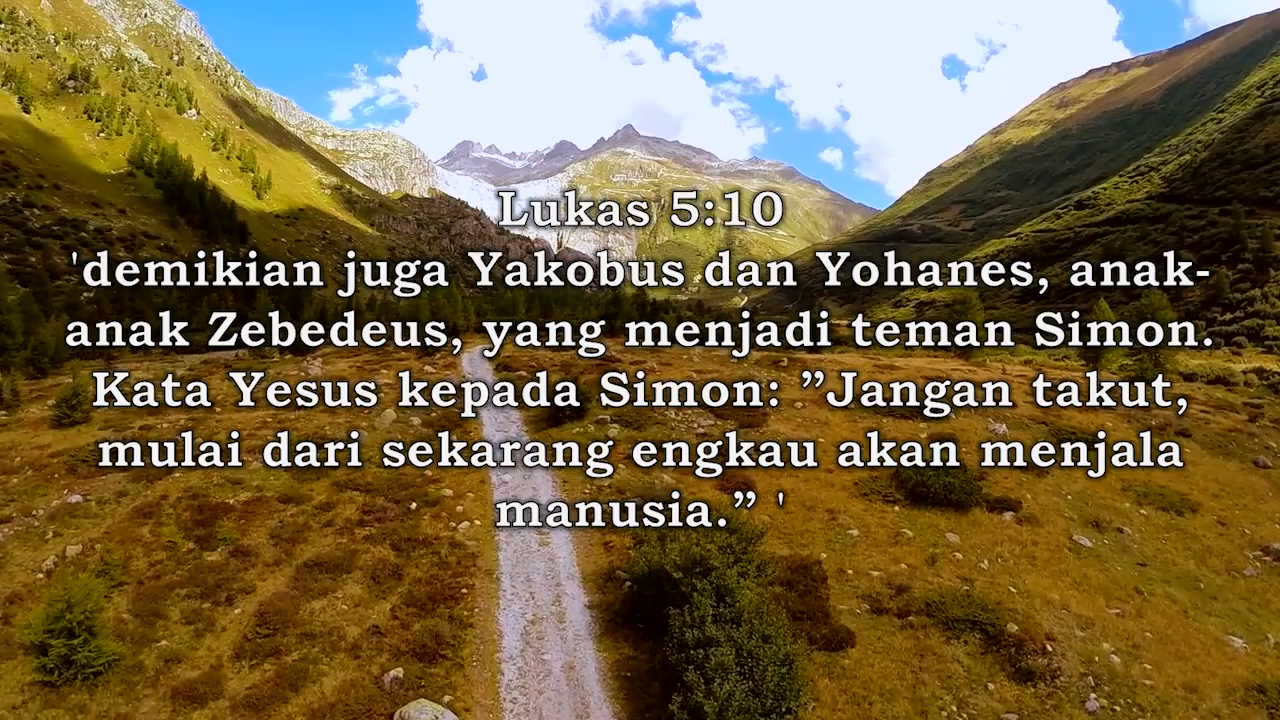 Lukas 5:10
'demikian juga Yakobus dan Yohanes, anak-
anak Zebedeus, yang menjadi teman Simon.
Kata Yesus kepada Simon: ”Jangan takut,
mulai dari sekarang engkau akan menjala
manusia.” '